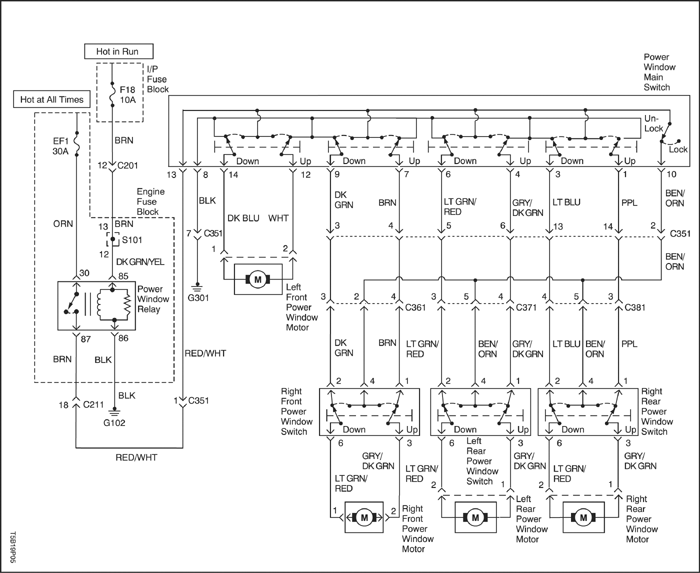 Hot in Run
I/P
Fuse
Block
F18
10A
Hot at All Times
EF1
30A
BRN
12 C201
Engine
Fuse
Block
ORN
13 BRN
S101
12
DK GRN/YEL
30 85
Power
Window
Relay
87 86
BRN BLK
BLK
18 C211
G102
RED/WHT
RED/WHT
1 C351
Power
Window
Main
Switch
Un-
Lock
Lock
Down Up
Down Up
Down Up
Down Up
13 8 14 12 9 7 6 4 3 1 10
BLK
DK BLU WHT
DK
GRN
BRN
LT GRN/
RED
GRY/
DK GRN
LT BLU
PPL
BEN/
ORN
7 C351
1 2
M
Left
Front
Power
Window
Motor
G301
3 4 5 6 13 14 2 C351
BEN/
ORN
3 2 4 C361 3 5 4 C371 4 5 3 C381
DK
GRN
BRN
LT GRN/
RED
BEN/
ORN
GRY/
DK GRN
LT BLU
BEN/
ORN
PPL
2 4 1 2 4 1 2 4 1
Right
Front
Power
Window
Switch
Down Up
Down Up
Down Up
Right
Rear
Power
Window
Switch
6 3 6 3 6 3
Left
Rear
Power
Window
Switch
LT GRN/
RED
GRY/
DK GRN
LT GRN/
RED
GRY/
DK GRN
LT GRN/
RED
GRY/
DK GRN
1 M 2
Right
Front
Power
Window
Motor
2 1
M
Left
Rear
Power
Window
Motor
2 1
M
Right
Rear
Power
Window
Motor
TSB19P05